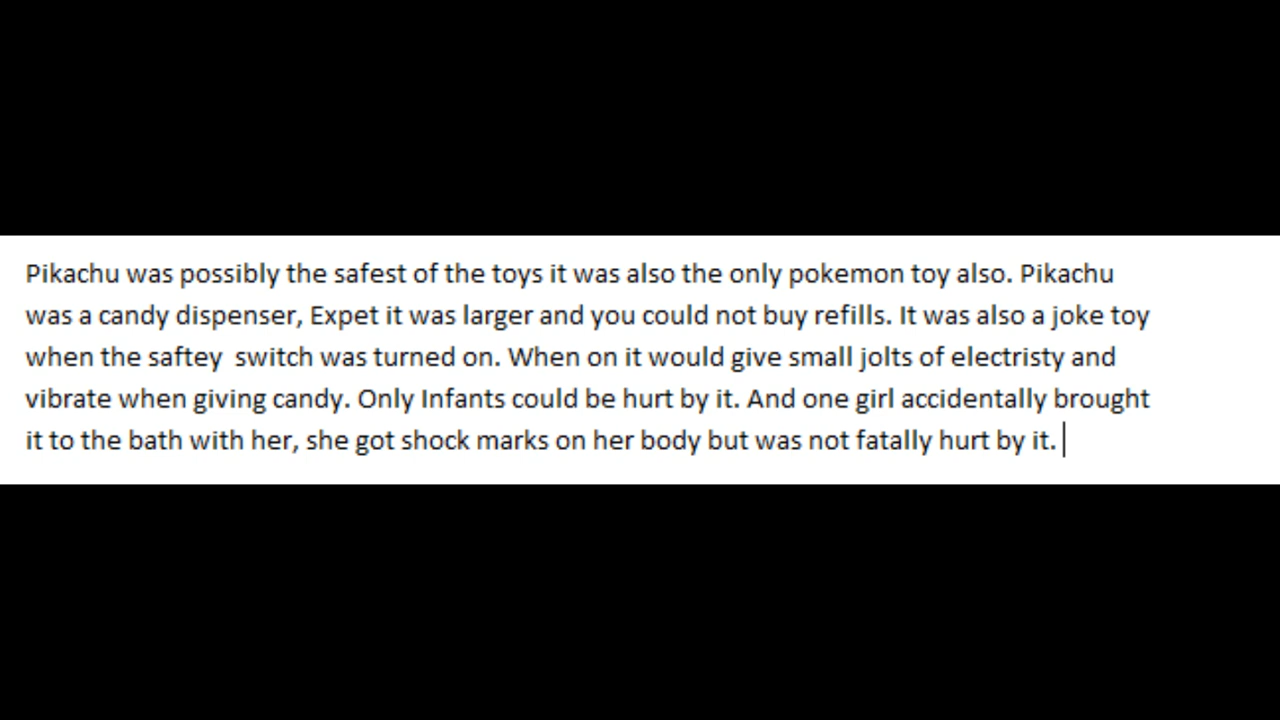 Pikachu was possibly the safest of the toys it was also the only pokemon toy also. Pikachu
was a candy dispenser, Expet it was larger and you could not buy refills. It was also a joke toy
when the saftey  switch was turned on. When on it would give small jolts of electristy and
vibrate when giving candy. Only Infants could be hurt by it. And one girl accidentally brought
it to the bath with her, she got shock marks on her body but was not fatally hurt by it.